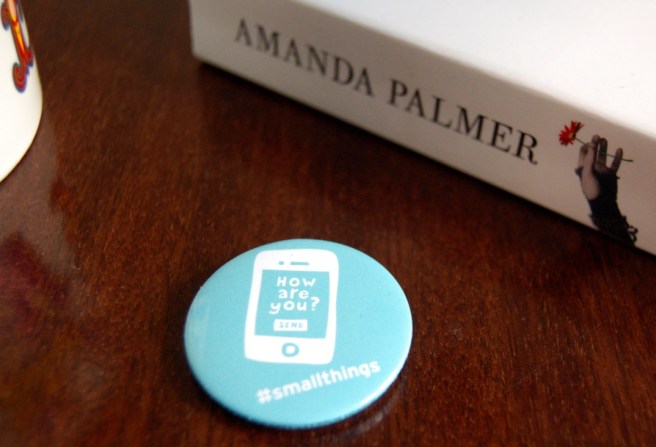 AMANDA PALMER
How
are
you?
SEND
#smallthings